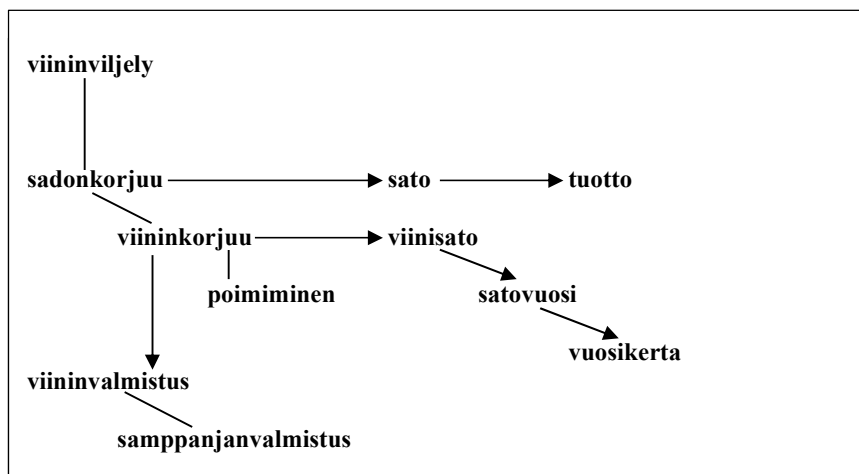 viininviljely
sadonkorjuu sato tuotto
viininkorjuu viinisato
poimiminen satovuosi
vuosikerta
viininvalmistus
samppanjanvalmistus